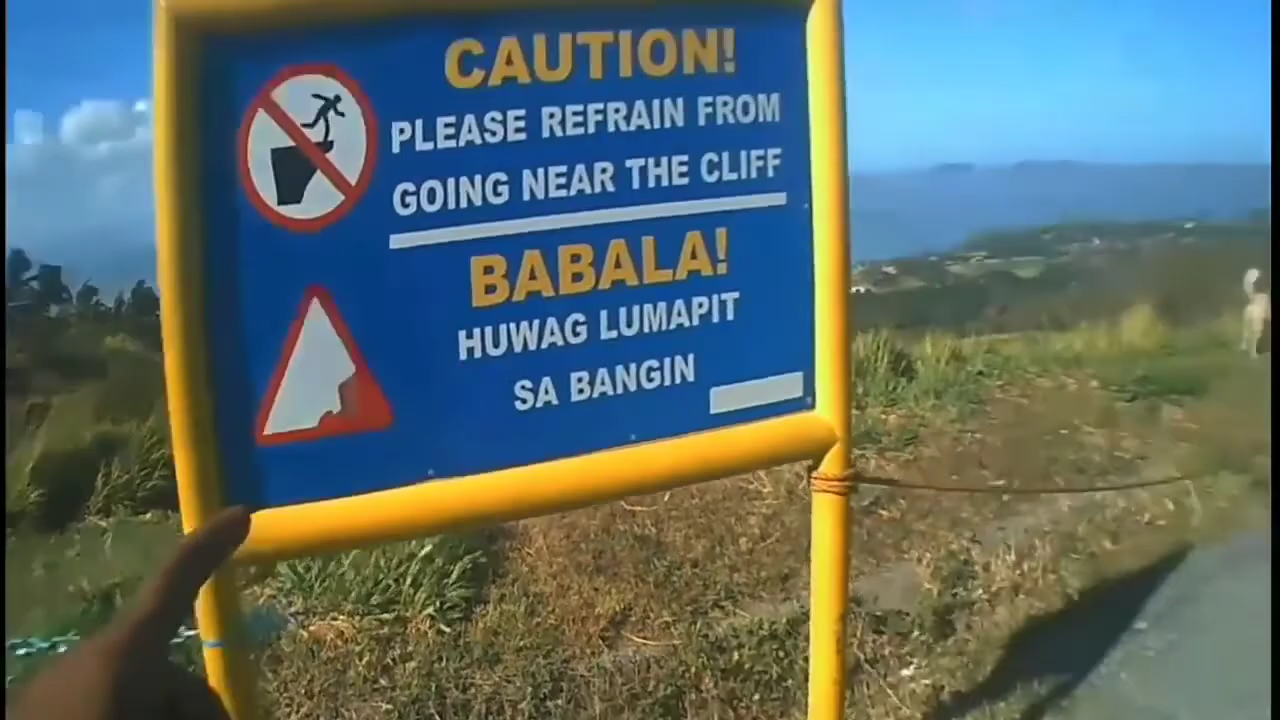 CAUTION!
PLEASE REFRAIN FROM
GOING NEAR THE CLIFF
BABALA!
HUWAG LUMAPIT
SA BANGIN